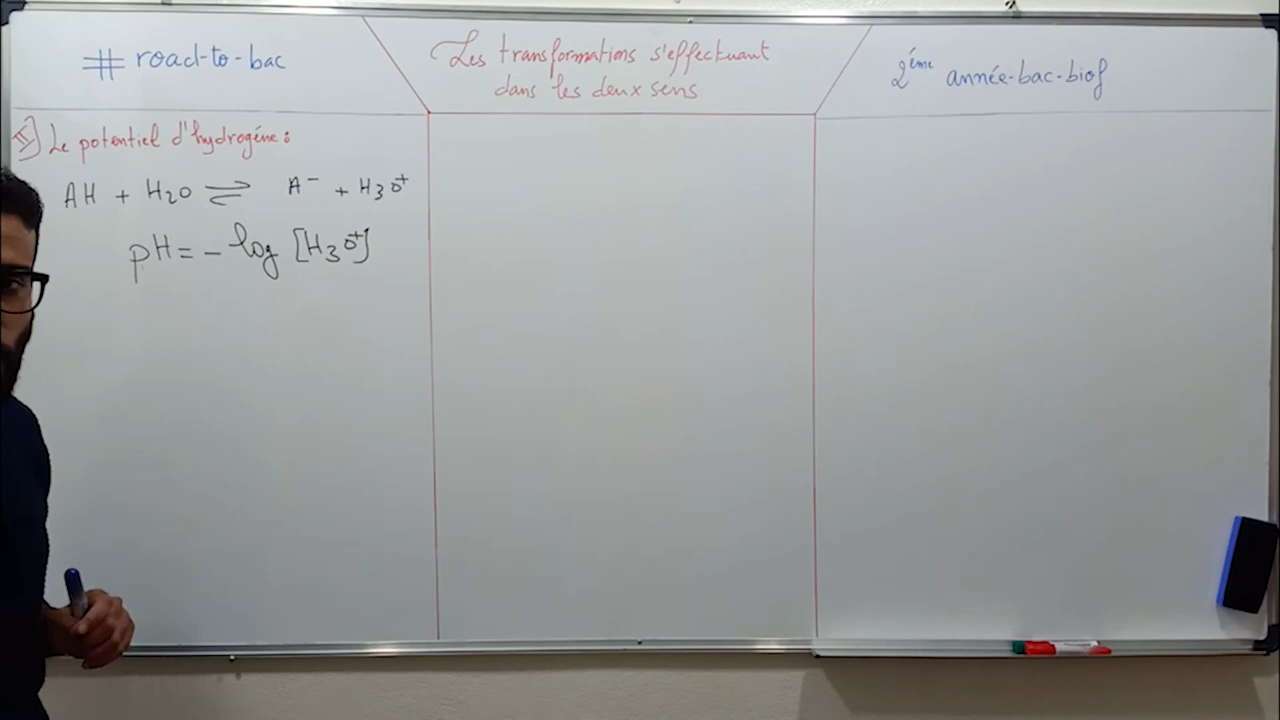 # road-to-bac
Les transformations s'effectuant
dans les deux sens
2ème année-bac-biof
II) Le potentiel d'hydrogéne :
AH + H2O ⇌ A- + H3O+
pH = - log [H3O+]